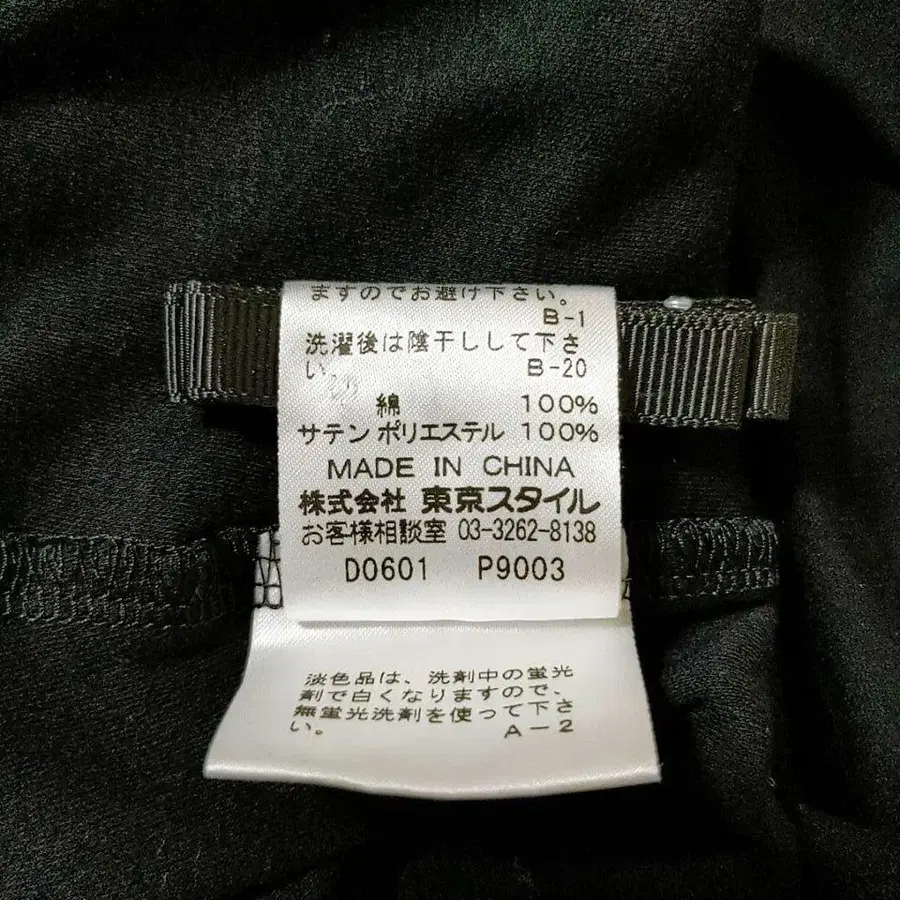 ますのでお避け下さい。
B-1
洗濯後は陰干しして下さ
い。 B-20
綿 100%
サテン ポリエステル 100%
MADE IN CHINA
株式会社 東京スタイル
お客様相談室 03-3262-8138
D0601 P9003
淡色品は、洗剤中の蛍光
剤で白くなりますので、
無蛍光洗剤を使って下さ
い。 A-2